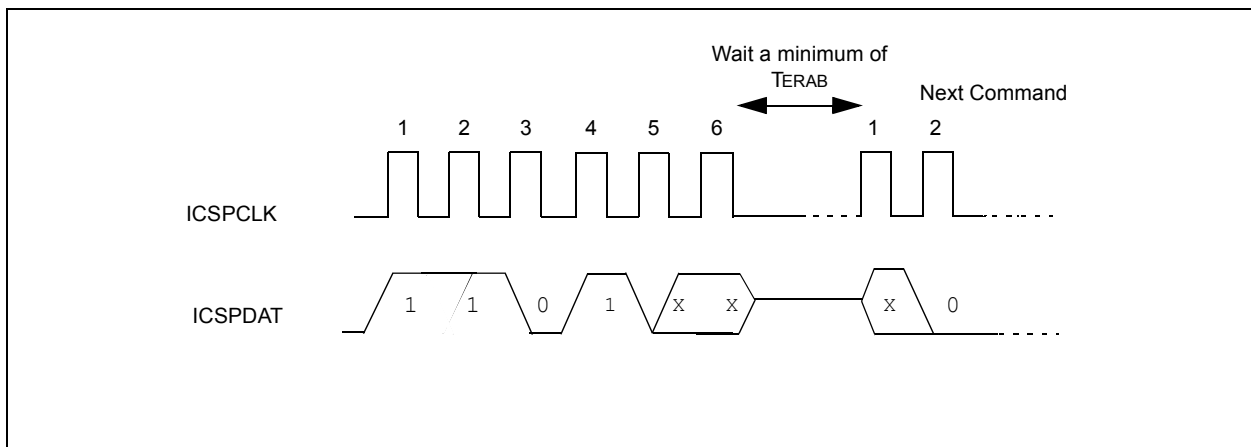 Wait a minimum of
TERAB
Next Command
1 2 3 4 5 6 1 2
ICSPCLK
ICSPDAT
1 1 0 1 X X X 0